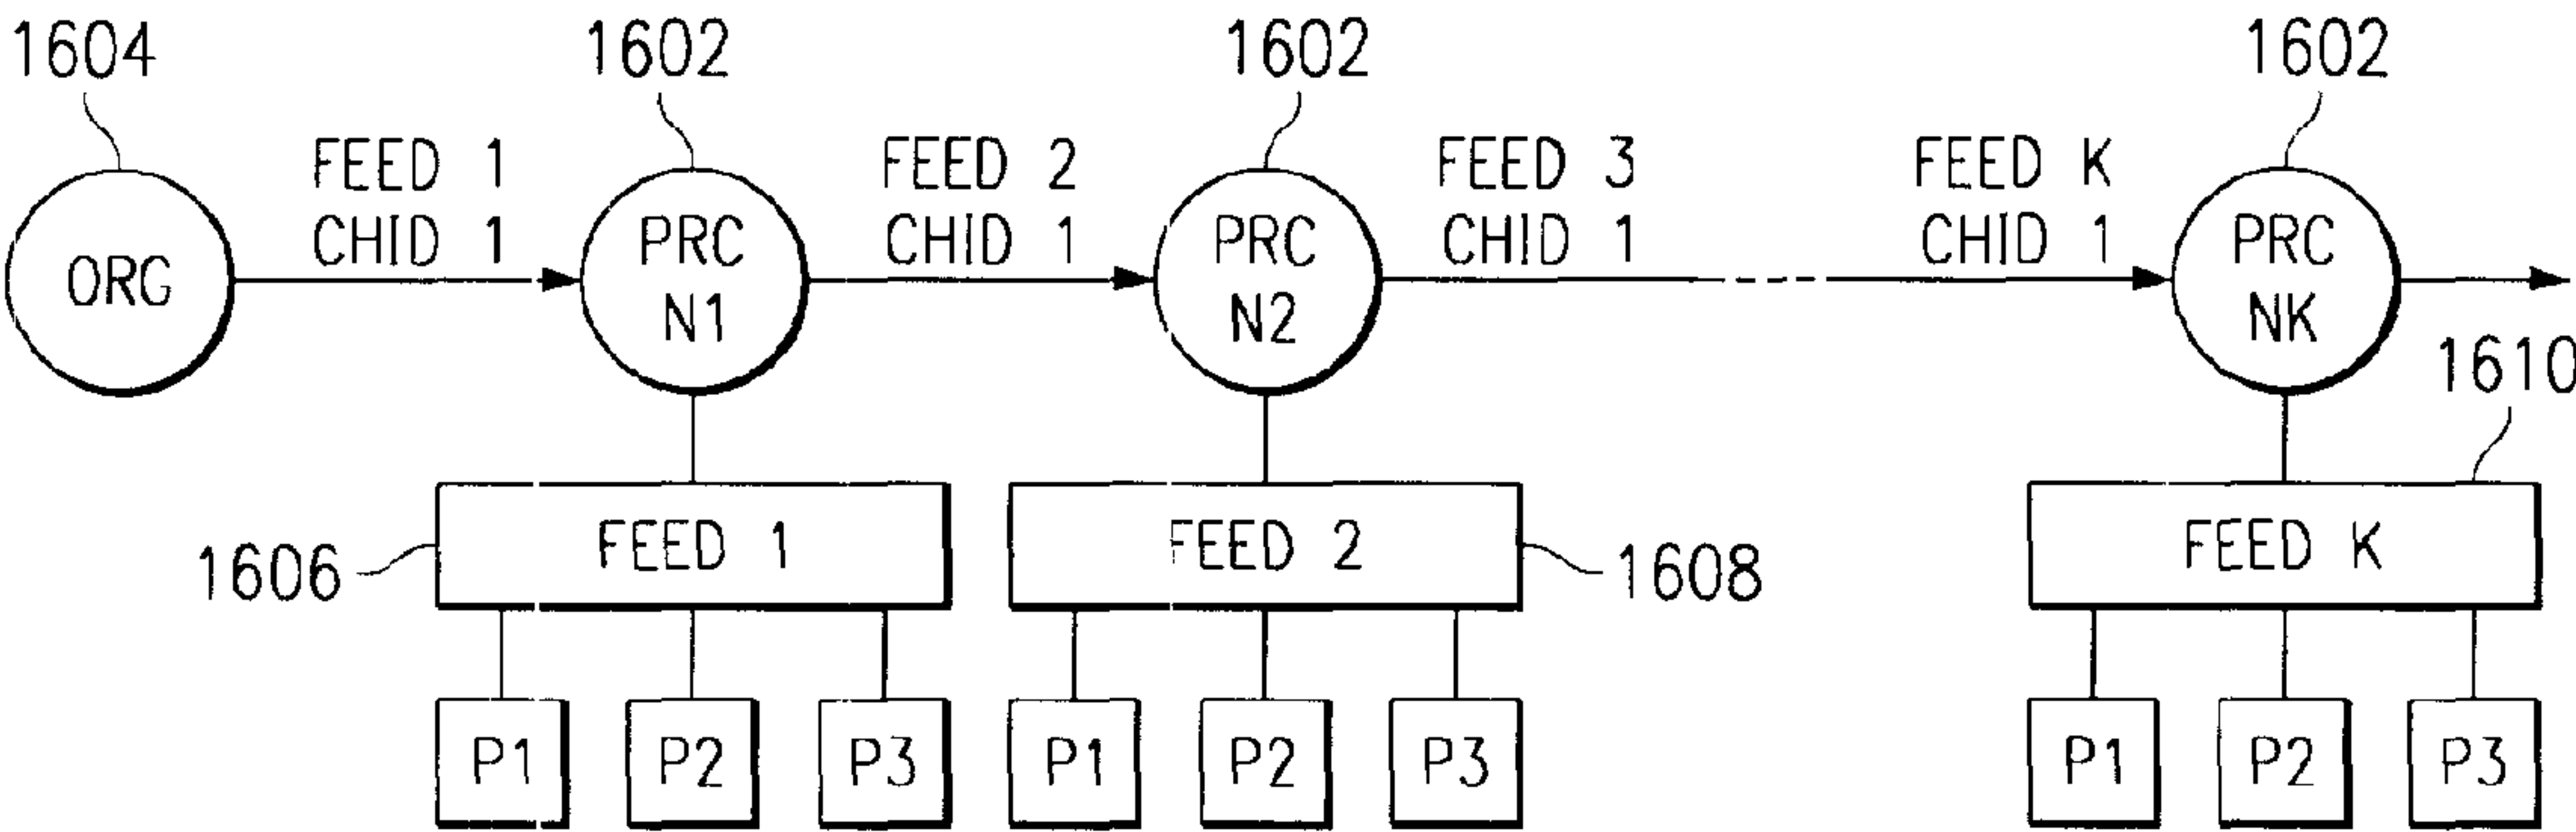 1604
1602
1602
1602
FEED 1
CHID 1
FEED 2
CHID 1
FEED 3
CHID 1
FEED K
CHID 1
ORG
PRC
N1
PRC
N2
PRC
NK
1610
FEED 1
FEED 2
FEED K
1606
1608
P1
P2
P3
P1
P2
P3
P1
P2
P3